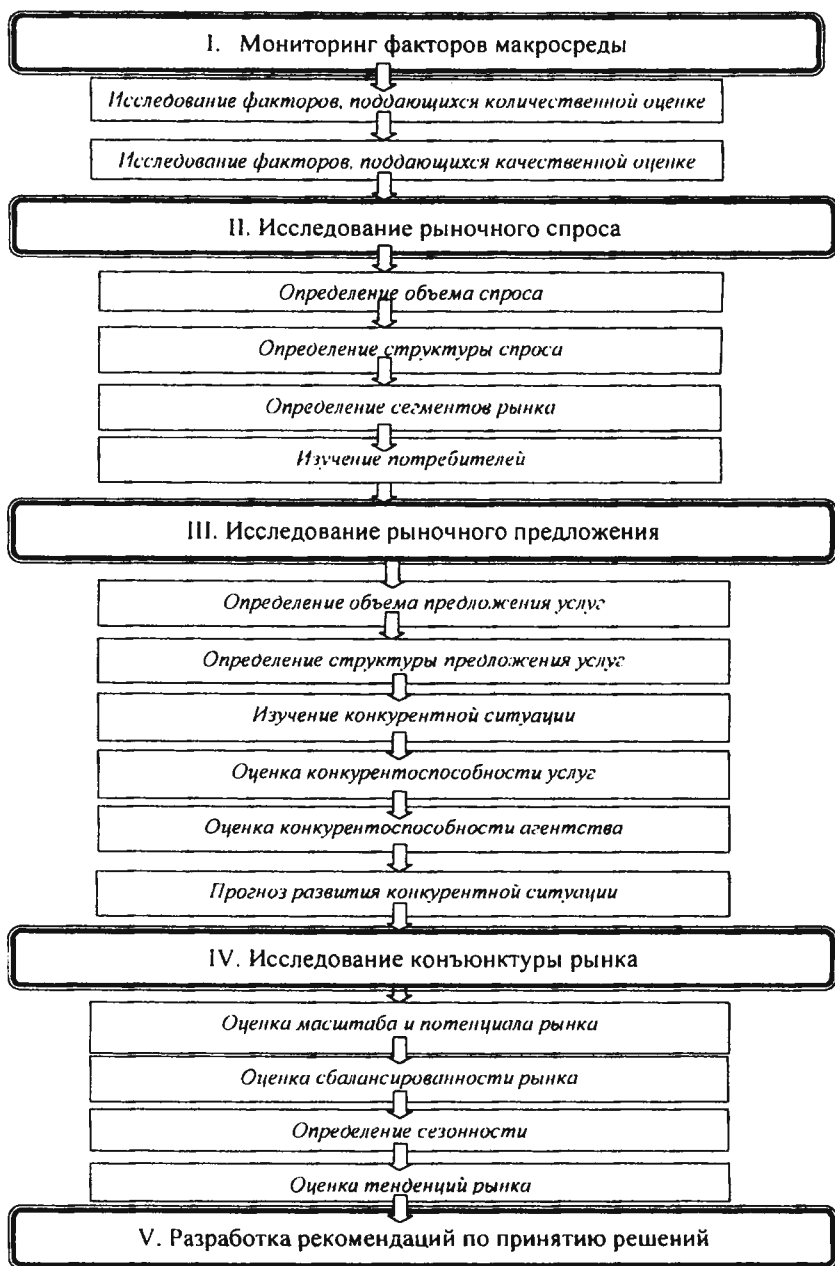 I. Мониторинг факторов макросреды
Исследование факторов, поддающихся количественной оценке
Исследование факторов, поддающихся качественной оценке
II. Исследование рыночного спроса
Определение объема спроса
Определение структуры спроса
Определение сегментов рынка
Изучение потребителей
III. Исследование рыночного предложения
Определение объема предложения услуг
Определение структуры предложения услуг
Изучение конкурентной ситуации
Оценка конкурентоспособности услуг
Оценка конкурентоспособности агентства
Прогноз развития конкурентной ситуации
IV. Исследование конъюнктуры рынка
Оценка масштаба и потенциала рынка
Оценка сбалансированности рынка
Определение сезонности
Оценка тенденций рынка
V. Разработка рекомендаций по принятию решений